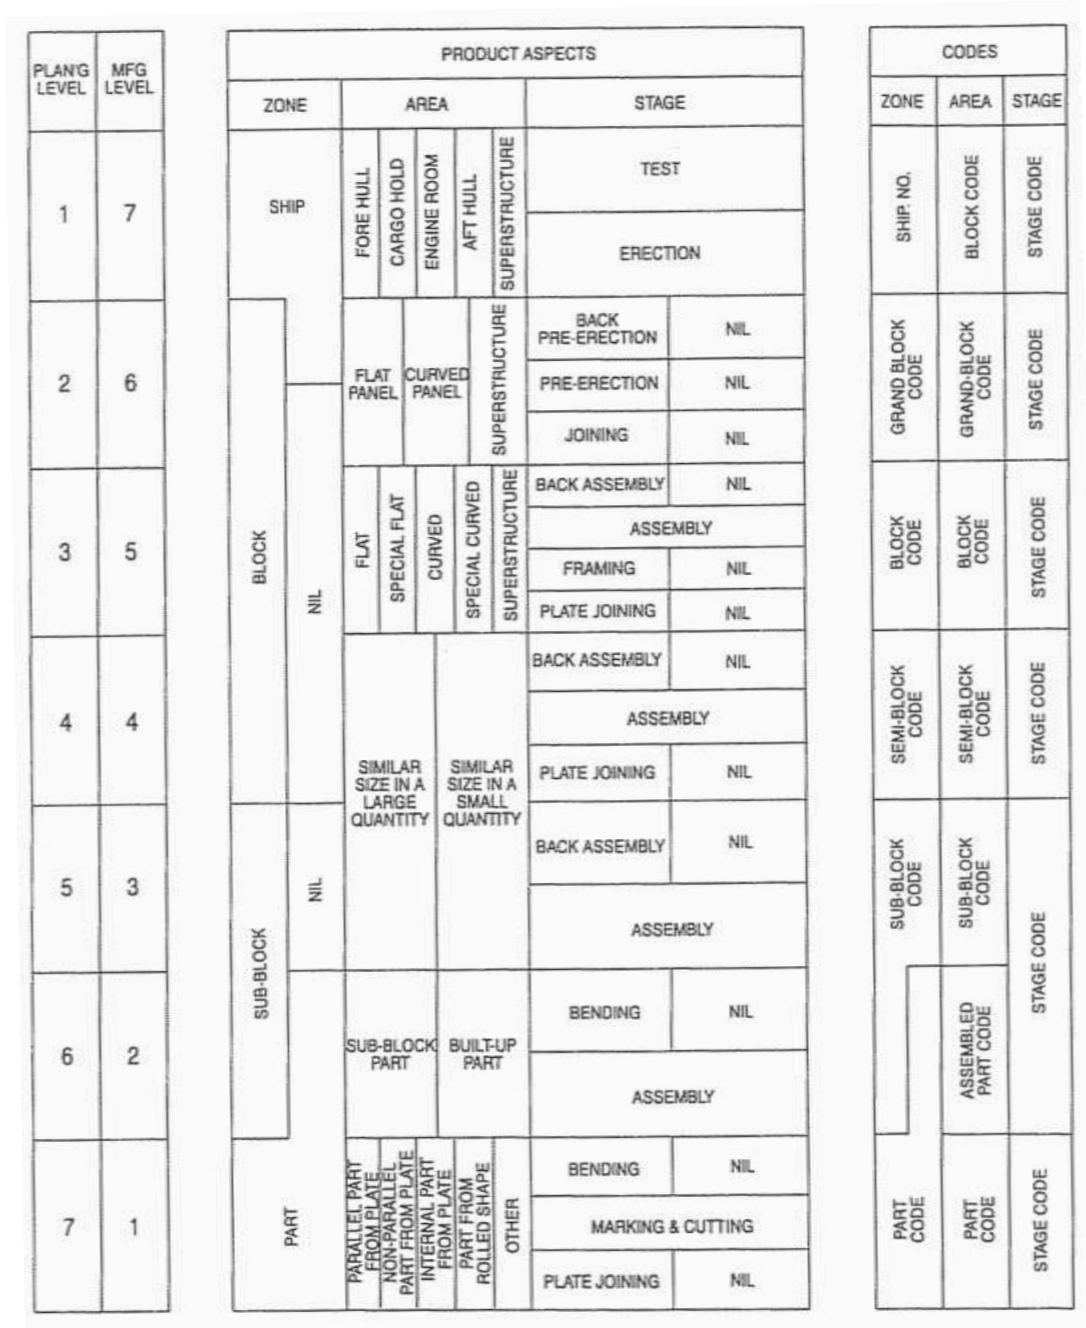 PRODUCT ASPECTS
CODES
PLAN'G
LEVEL
MFG
LEVEL
ZONE
AREA
STAGE
ZONE
AREA
STAGE
1
7
SHIP
FORE HULL
CARGO HOLD
ENGINE ROOM
AFT HULL
SUPERSTRUCTURE
TEST
ERECTION
SHIP. NO.
BLOCK CODE
STAGE CODE
2
6
BLOCK
NIL
FLAT
PANEL
CURVED
PANEL
SUPERSTRUCTURE
BACK
PRE-ERECTION
NIL
PRE-ERECTION
NIL
JOINING
NIL
GRAND BLOCK
CODE
GRAND-BLOCK
CODE
STAGE CODE
3
5
FLAT
SPECIAL FLAT
CURVED
SPECIAL CURVED
SUPERSTRUCTURE
BACK ASSEMBLY
NIL
ASSEMBLY
FRAMING
NIL
PLATE JOINING
NIL
BLOCK
CODE
BLOCK
CODE
STAGE CODE
4
4
SIMILAR
SIZE IN A
LARGE
QUANTITY
SIMILAR
SIZE IN A
SMALL
QUANTITY
BACK ASSEMBLY
NIL
ASSEMBLY
PLATE JOINING
NIL
SEMI-BLOCK
CODE
SEMI-BLOCK
CODE
STAGE CODE
5
3
SUB-BLOCK
NIL
BACK ASSEMBLY
NIL
ASSEMBLY
SUB-BLOCK
CODE
SUB-BLOCK
CODE
STAGE CODE
6
2
SUB-BLOCK
PART
BUILT-UP
PART
BENDING
NIL
ASSEMBLY
ASSEMBLED
PART CODE
7
1
PART
PARALLEL PART
FROM PLATE
NON-PARALLEL
PART FROM PLATE
INTERNAL PART
FROM PLATE
PART FROM
ROLLED SHAPE
OTHER
BENDING
NIL
MARKING & CUTTING
PLATE JOINING
NIL
PART
CODE
PART
CODE
STAGE CODE